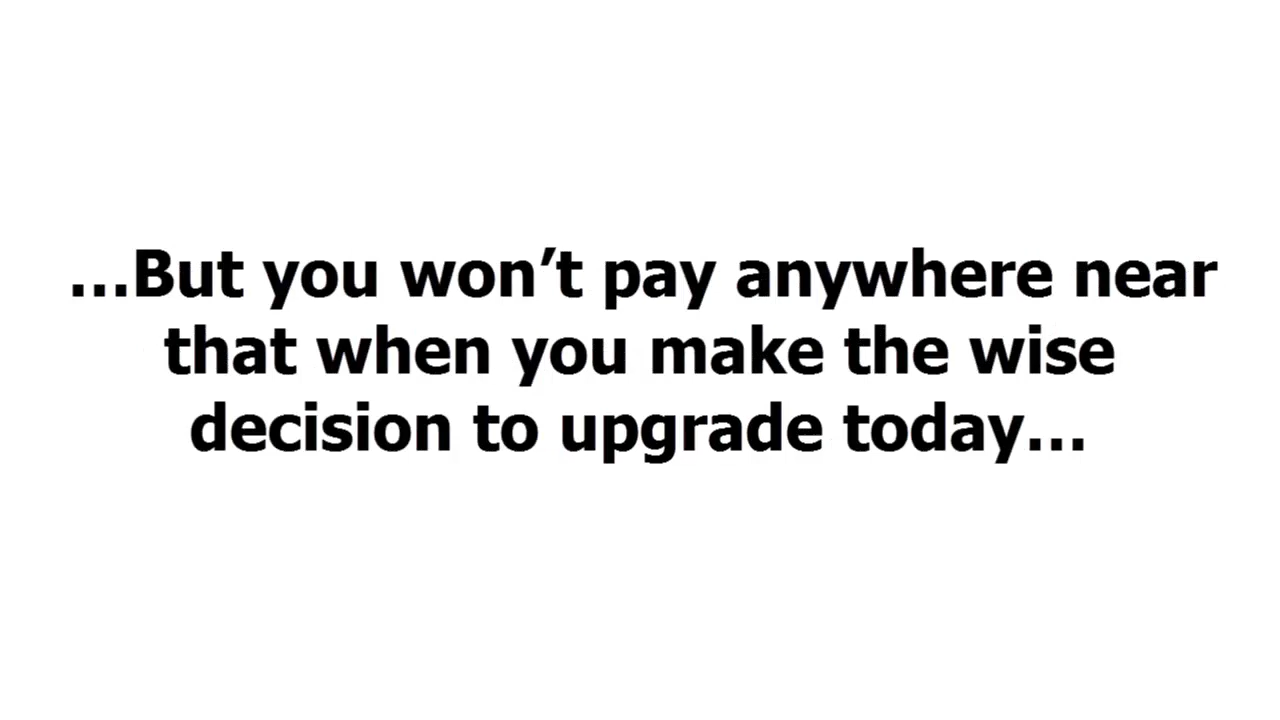 ...But you won’t pay anywhere near
that when you make the wise
decision to upgrade today...